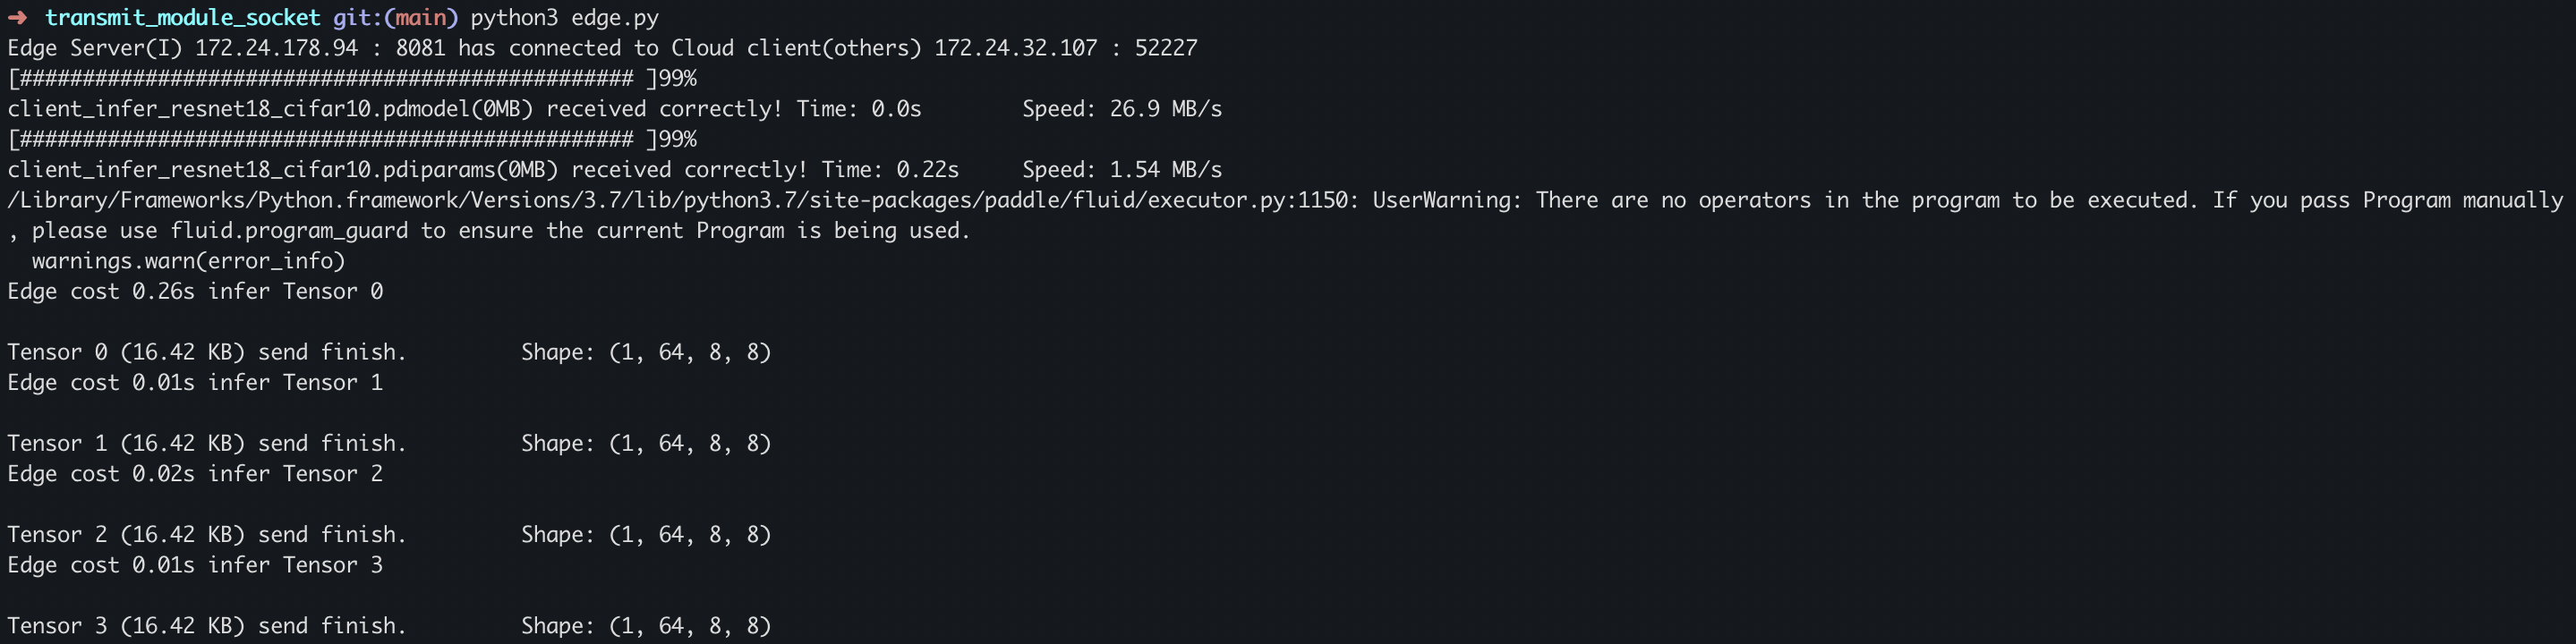 ➜ transmit_module_socket git:(main) python3 edge.py
Edge Server(I) 172.24.178.94 : 8081 has connected to Cloud client(others) 172.24.32.107 : 52227
[################################################# ]99%
client_infer_resnet18_cifar10.pdmodel(0MB) received correctly! Time: 0.0s        Speed: 26.9 MB/s
[################################################# ]99%
client_infer_resnet18_cifar10.pdiparams(0MB) received correctly! Time: 0.22s     Speed: 1.54 MB/s
/Library/Frameworks/Python.framework/Versions/3.7/lib/python3.7/site-packages/paddle/fluid/executor.py:1150: UserWarning: There are no operators in the program to be executed. If you pass Program manually
, please use fluid.program_guard to ensure the current Program is being used.
  warnings.warn(error_info)
Edge cost 0.26s infer Tensor 0
Tensor 0 (16.42 KB) send finish.         Shape: (1, 64, 8, 8)
Edge cost 0.01s infer Tensor 1
Tensor 1 (16.42 KB) send finish.         Shape: (1, 64, 8, 8)
Edge cost 0.02s infer Tensor 2
Tensor 2 (16.42 KB) send finish.         Shape: (1, 64, 8, 8)
Edge cost 0.01s infer Tensor 3
Tensor 3 (16.42 KB) send finish.         Shape: (1, 64, 8, 8)